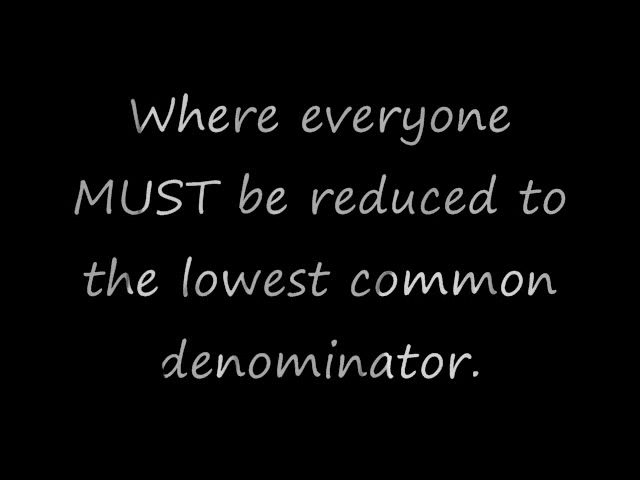 Where everyone
MUST be reduced to
the lowest common
denominator.